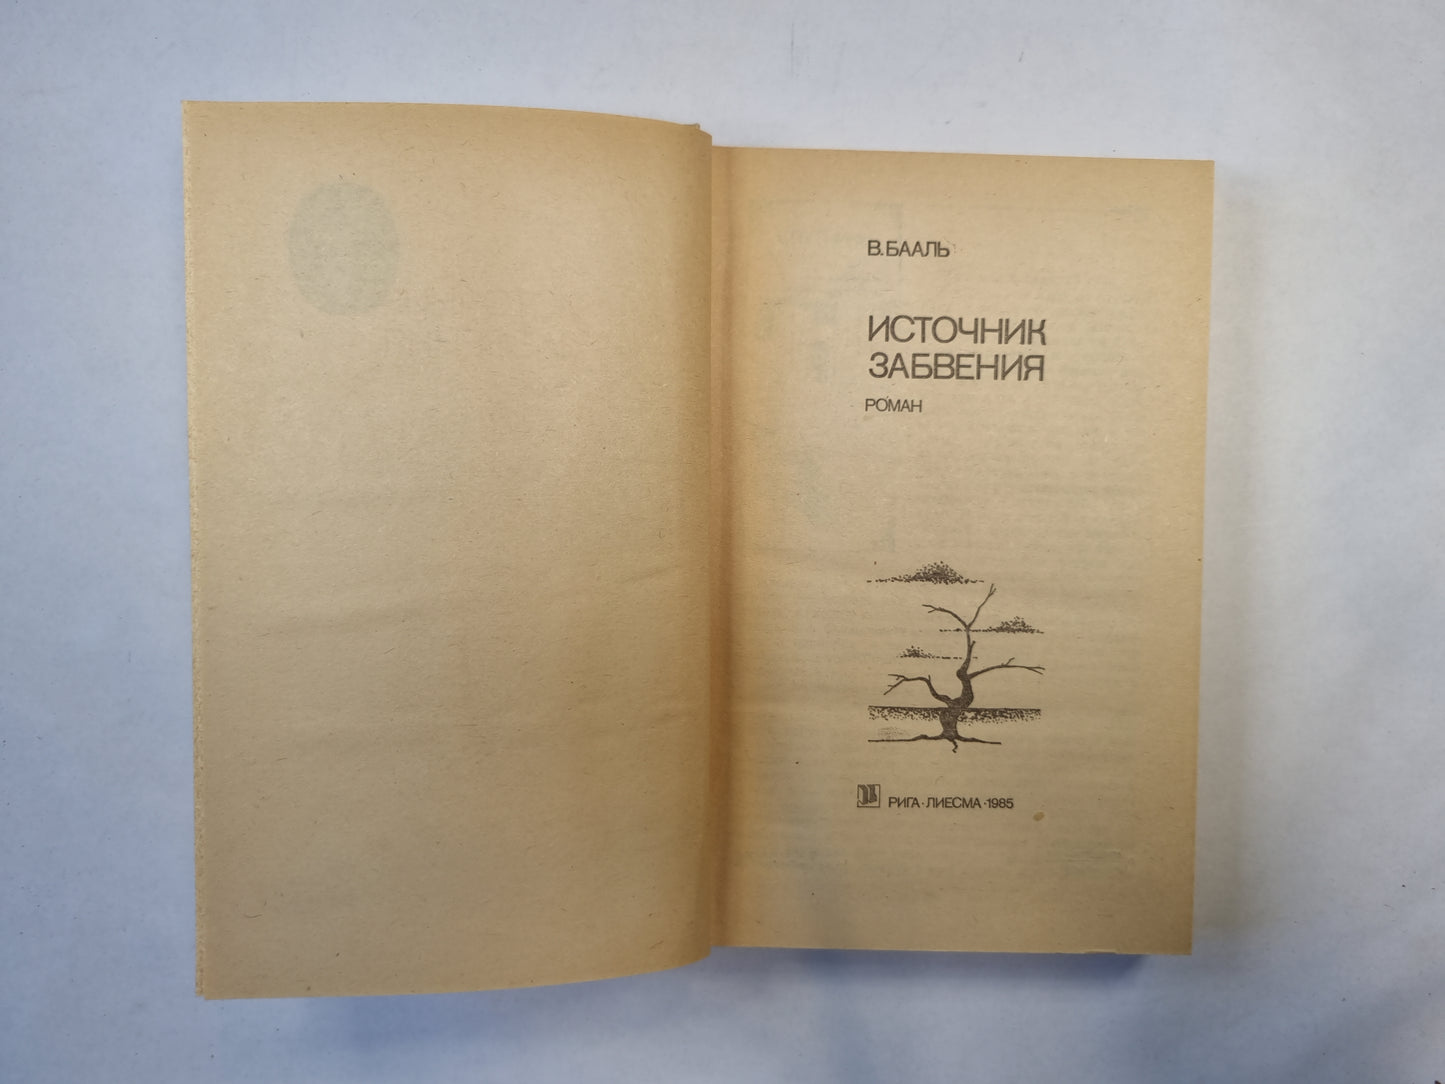 В. БААЛЬ
ИСТОЧНИК
ЗАБВЕНИЯ
РОМАН
РИГА · ЛИЕСМА · 1985